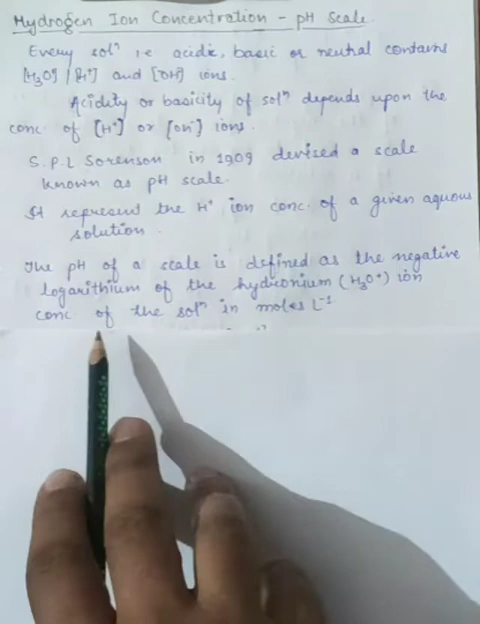 Hydrogen Ion Concentration - pH Scale
Every solⁿ i.e acidic, basic or neutral contains
[H₃O⁺] / [H⁺] and [OH⁻] ions.
Acidity or basicity of solⁿ depends upon the
conc of [H⁺] or [OH⁻] ions.
S.P.L Sorenson in 1909 devised a scale
known as pH scale.
It represent the H⁺ ion conc. of a given aquous
solution.
The pH of a scale is defined as the negative
logarithium of the hydronium (H₃O⁺) ion
conc of the solⁿ in moles L⁻¹